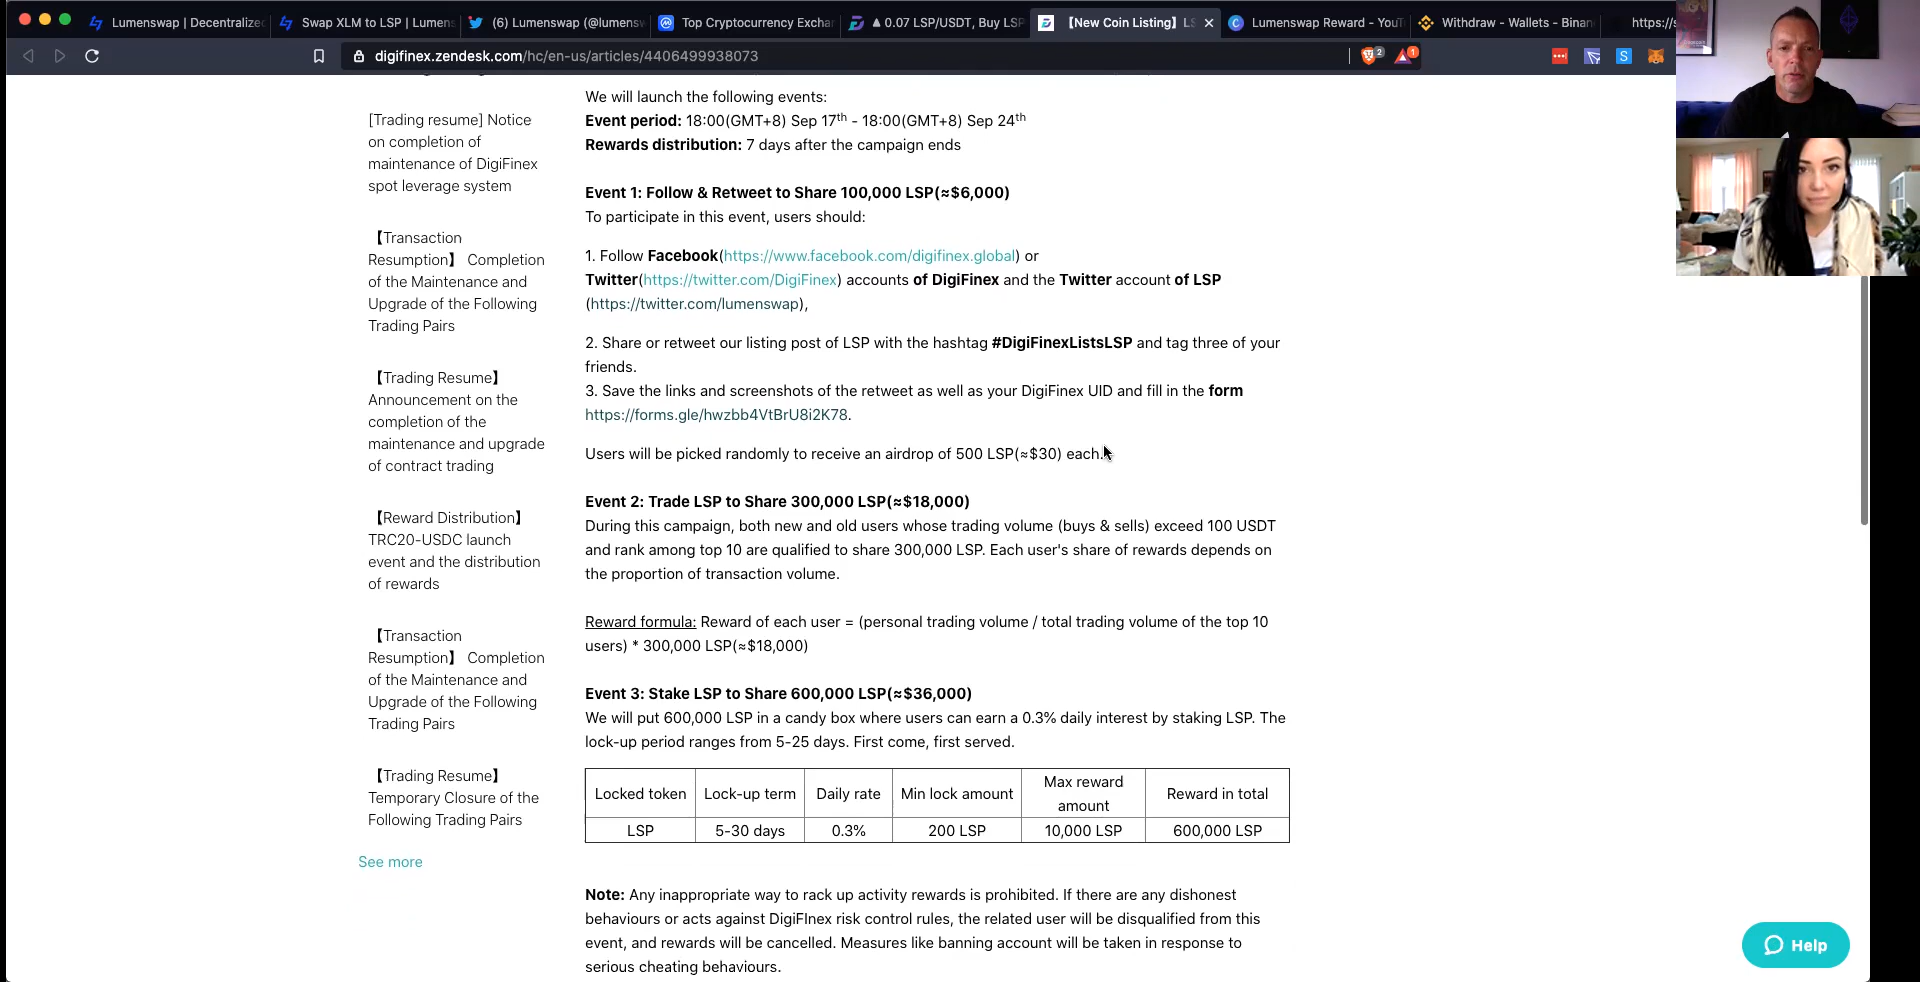 Lumenswap | Decentralized
Swap XLM to LSP | Lumens
(6) Lumenswap (@lumensw
Top Cryptocurrency Exchar
▲ 0.07 LSP/USDT, Buy LSP
【New Coin Listing】LS
Lumenswap Reward - YouT
Withdraw - Wallets - Binan
https://s
digifinex.zendesk.com/hc/en-us/articles/4406499938073
2
1
S
[Trading resume] Notice
on completion of
maintenance of DigiFinex
spot leverage system
【Transaction
Resumption】 Completion
of the Maintenance and
Upgrade of the Following
Trading Pairs
【Trading Resume】
Announcement on the
completion of the
maintenance and upgrade
of contract trading
【Reward Distribution】
TRC20-USDC launch
event and the distribution
of rewards
【Transaction
Resumption】 Completion
of the Maintenance and
Upgrade of the Following
Trading Pairs
【Trading Resume】
Temporary Closure of the
Following Trading Pairs
See more
We will launch the following events:
Event period: 18:00(GMT+8) Sep 17th - 18:00(GMT+8) Sep 24th
Rewards distribution: 7 days after the campaign ends
Event 1: Follow & Retweet to Share 100,000 LSP(≈$6,000)
To participate in this event, users should:
1. Follow Facebook(https://www.facebook.com/digifinex.global) or
Twitter(https://twitter.com/DigiFinex) accounts of DigiFinex and the Twitter account of LSP
(https://twitter.com/lumenswap),
2. Share or retweet our listing post of LSP with the hashtag #DigiFinexListsLSP and tag three of your
friends.
3. Save the links and screenshots of the retweet as well as your DigiFinex UID and fill in the form
https://forms.gle/hwzbb4VtBrU8i2K78.
Users will be picked randomly to receive an airdrop of 500 LSP(≈$30) each.
Event 2: Trade LSP to Share 300,000 LSP(≈$18,000)
During this campaign, both new and old users whose trading volume (buys & sells) exceed 100 USDT
and rank among top 10 are qualified to share 300,000 LSP. Each user's share of rewards depends on
the proportion of transaction volume.
Reward formula: Reward of each user = (personal trading volume / total trading volume of the top 10
users) * 300,000 LSP(≈$18,000)
Event 3: Stake LSP to Share 600,000 LSP(≈$36,000)
We will put 600,000 LSP in a candy box where users can earn a 0.3% daily interest by staking LSP. The
lock-up period ranges from 5-25 days. First come, first served.
Locked token Lock-up term Daily rate Min lock amount Max reward amount Reward in total
LSP 5-30 days 0.3% 200 LSP 10,000 LSP 600,000 LSP
Note: Any inappropriate way to rack up activity rewards is prohibited. If there are any dishonest
behaviours or acts against DigiFInex risk control rules, the related user will be disqualified from this
event, and rewards will be cancelled. Measures like banning account will be taken in response to
serious cheating behaviours.
Help